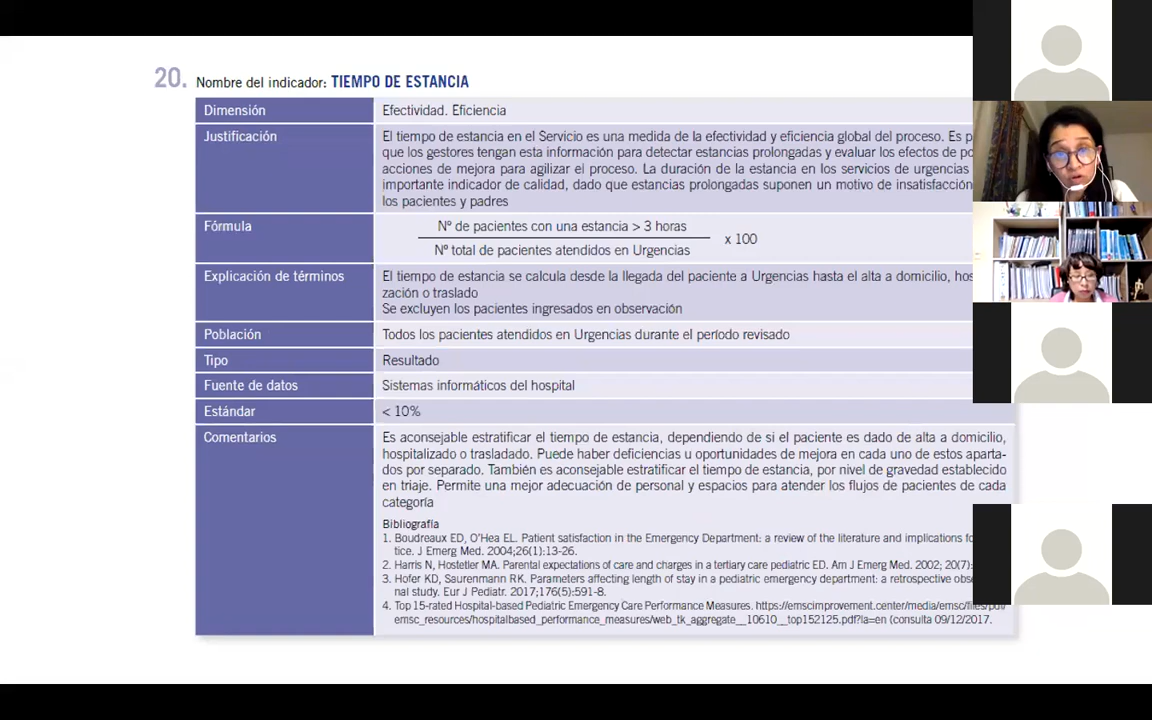 20. Nombre del indicador: TIEMPO DE ESTANCIA
Dimensión
Efectividad. Eficiencia
Justificación
El tiempo de estancia en el Servicio es una medida de la efectividad y eficiencia global del proceso. Es
que los gestores tengan esta información para detectar estancias prolongadas y evaluar los efectos de
acciones de mejora para agilizar el proceso. La duración de la estancia en los servicios de urgencias
importante indicador de calidad, dado que estancias prolongadas suponen un motivo de insatisfacción
los pacientes y padres
Fórmula
Nº de pacientes con una estancia > 3 horas
Nº total de pacientes atendidos en Urgencias
x 100
Explicación de términos
El tiempo de estancia se calcula desde la llegada del paciente a Urgencias hasta el alta a domicilio, hos
zación o traslado
Se excluyen los pacientes ingresados en observación
Población
Todos los pacientes atendidos en Urgencias durante el período revisado
Tipo
Resultado
Fuente de datos
Sistemas informáticos del hospital
Estándar
< 10%
Comentarios
Es aconsejable estratificar el tiempo de estancia, dependiendo de si el paciente es dado de alta a domicilio,
hospitalizado o trasladado. Puede haber deficiencias u oportunidades de mejora en cada uno de estos aparta-
dos por separado. También es aconsejable estratificar el tiempo de estancia, por nivel de gravedad establecido
en triaje. Permite una mejor adecuación de personal y espacios para atender los flujos de pacientes de cada
categoría
Bibliografía
1. Boudreaux ED, O'Hea EL. Patient satisfaction in the Emergency Department: a review of the literature and implications
tice. J Emerg Med. 2004;26(1):13-26.
2. Harris N, Hostetler MA. Parental expectations of care and charges in a tertiary care pediatric ED. Am J Emerg Med. 2002; 20(7):
3. Hofer KD, Saurenmann RK. Parameters affecting length of stay in a pediatric emergency department: a retrospective
nal study. Eur J Pediatr. 2017;176(5):591-8.
4. Top 15-rated Hospital-based Pediatric Emergency Care Performance Measures. https://emscimprovement.center/media/emsc/files/pdf/
emsc_resources/hospitalbased_performance_measures/web_tk_aggregate__10610__top152125.pdf?la=en (consulta 09/12/2017.